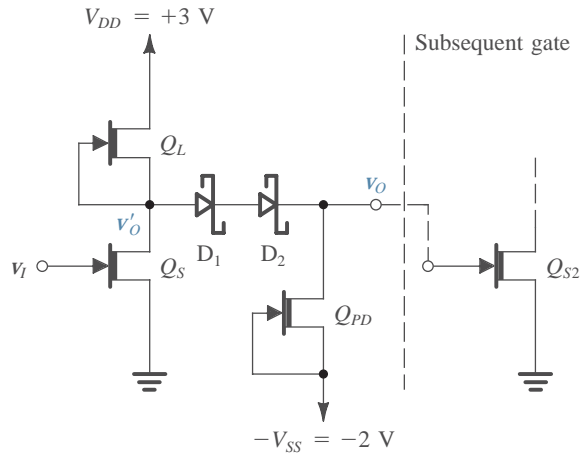 V_DD = +3 V
Subsequent gate
Q_L
v_O
v'_O
D_1
D_2
v_I
Q_S
Q_S2
Q_PD
−V_SS = −2 V